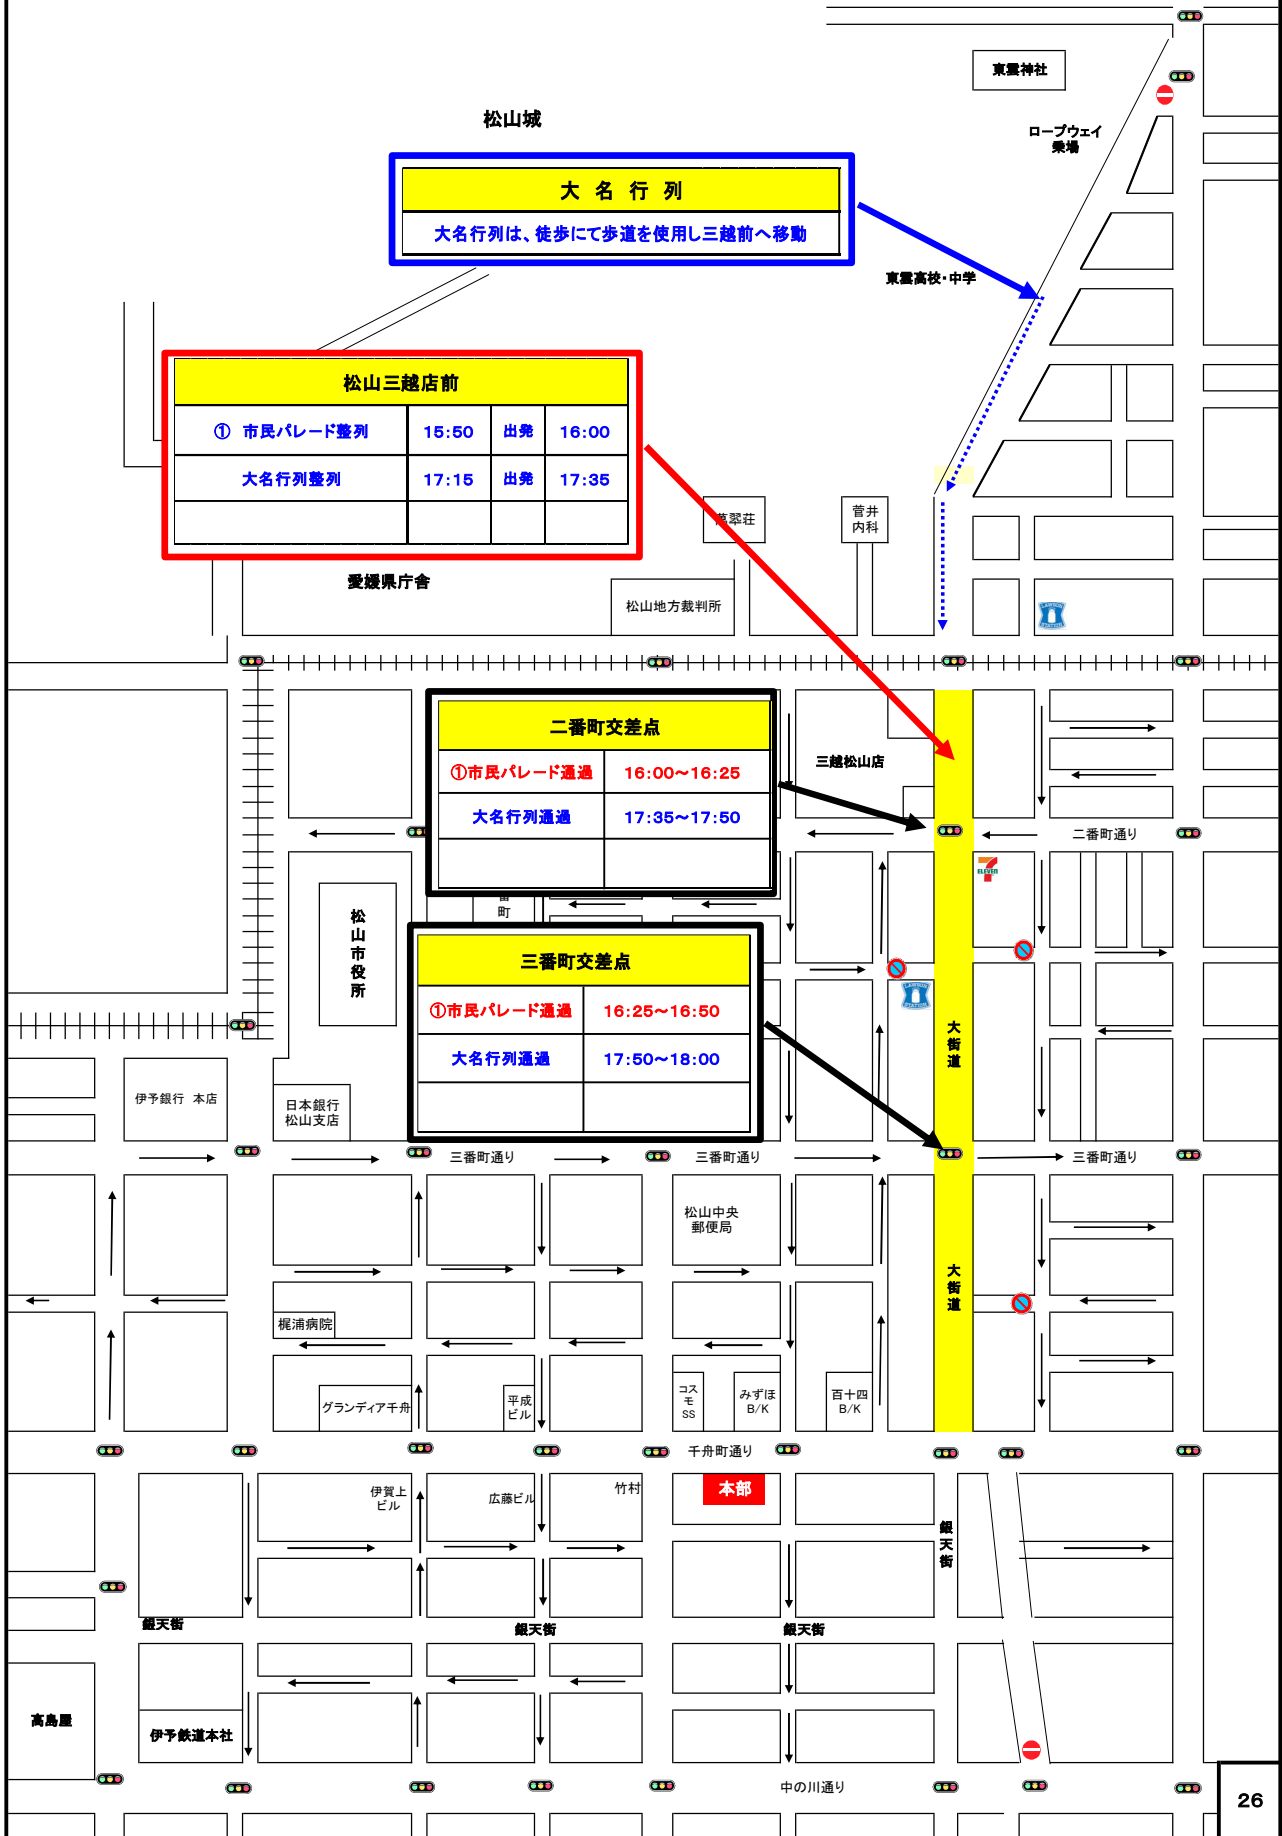 東雲神社
松山城
ロープウェイ
乗場
大 名 行 列
大名行列は、徒歩にて歩道を使用し三越前へ移動
東雲高校・中学
松山三越店前
① 市民パレード整列 15:50 出発 16:00
大名行列整列 17:15 出発 17:35
萬翠荘
菅井
内科
愛媛県庁舎
松山地方裁判所
LAWSON
STATION
二番町交差点
①市民パレード通過 16:00～16:25
大名行列通過 17:35～17:50
三越松山店
二番町通り
7
ELEVEN
番
町
松山市役所
三番町交差点
①市民パレード通過 16:25～16:50
大名行列通過 17:50～18:00
LAWSON
STATION
大街道
伊予銀行 本店
日本銀行
松山支店
三番町通り
三番町通り
三番町通り
松山中央
郵便局
大街道
梶浦病院
グランディア千舟
平成
ビル
コス
モ
SS
みずほ
B/K
百十四
B/K
千舟町通り
本部
伊賀上
ビル
広藤ビル
竹村
銀天街
銀天街
銀天街
銀天街
高島屋
伊予鉄道本社
中の川通り
26